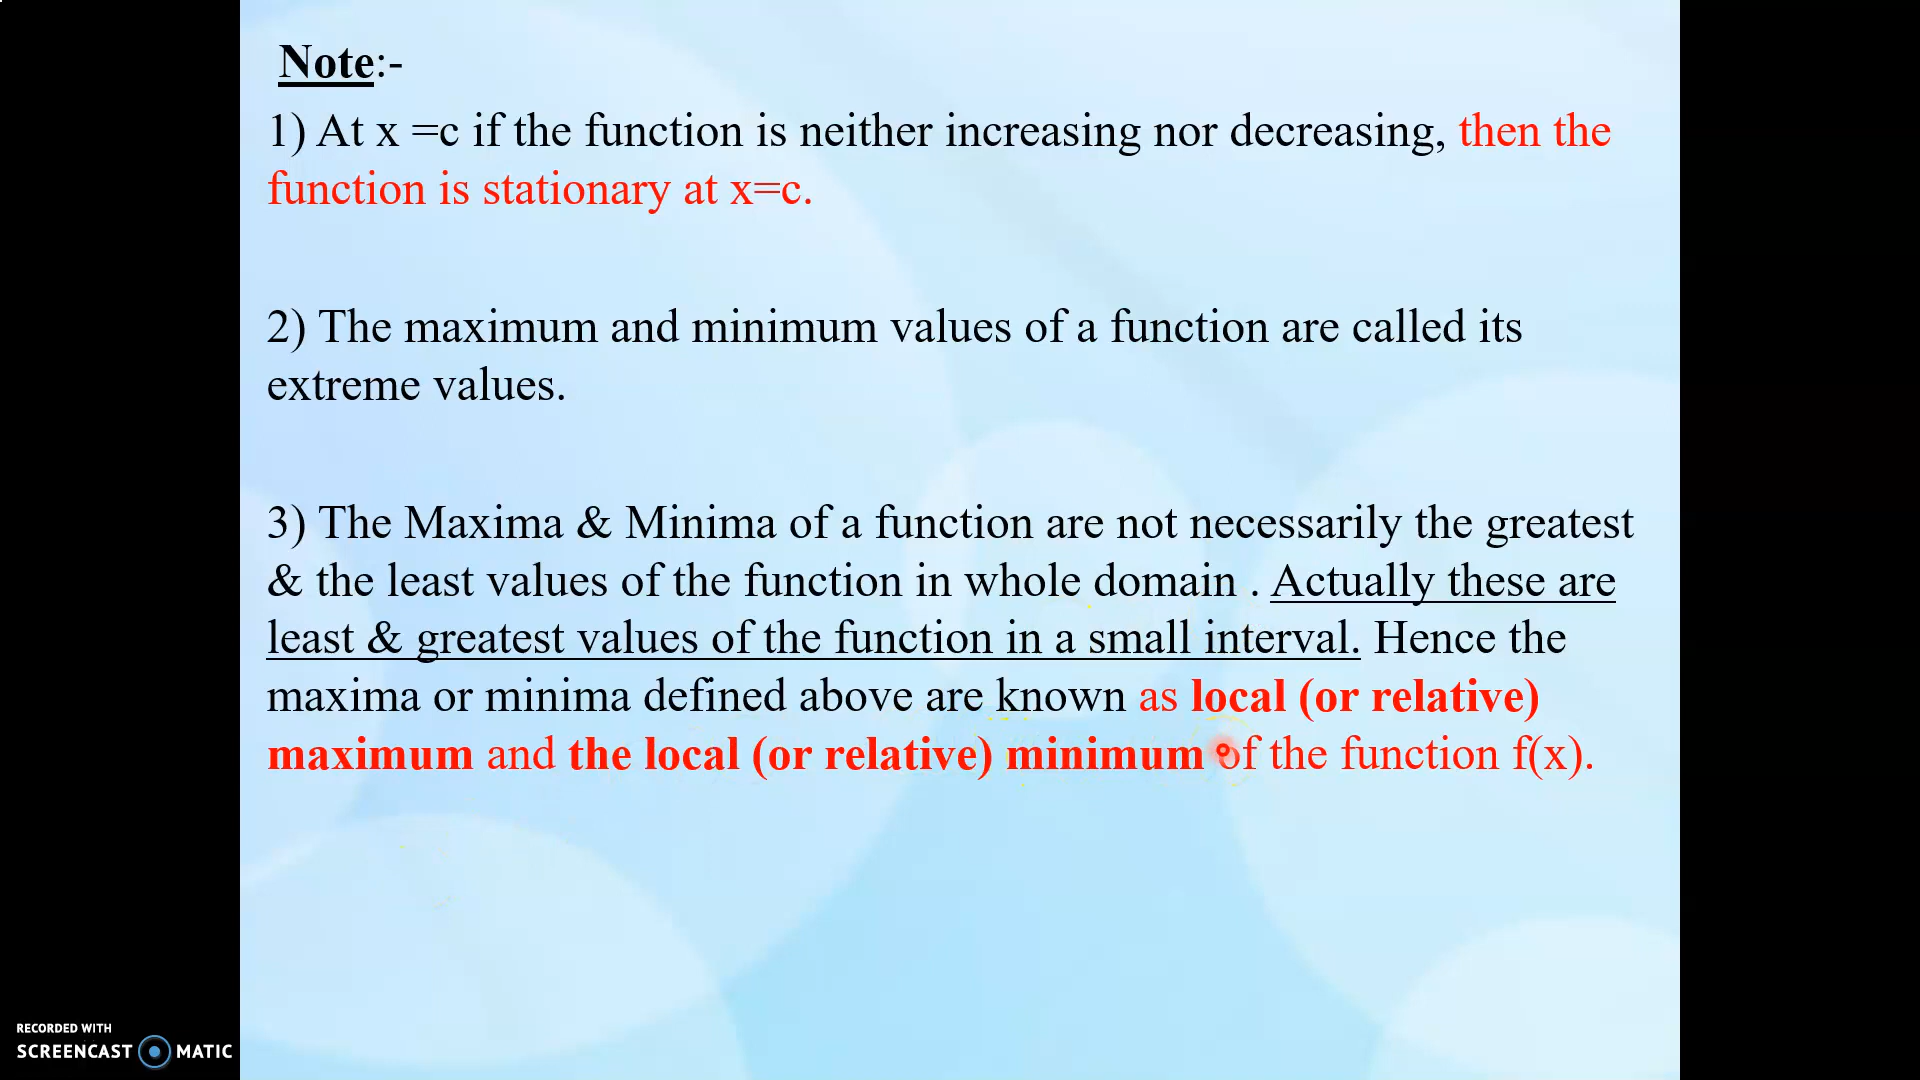 Note:-
1) At x =c if the function is neither increasing nor decreasing, then the
function is stationary at x=c.
2) The maximum and minimum values of a function are called its
extreme values.
3) The Maxima & Minima of a function are not necessarily the greatest
& the least values of the function in whole domain . Actually these are
least & greatest values of the function in a small interval. Hence the
maxima or minima defined above are known as local (or relative)
maximum and the local (or relative) minimum of the function f(x).
RECORDED WITH
SCREENCAST MATIC